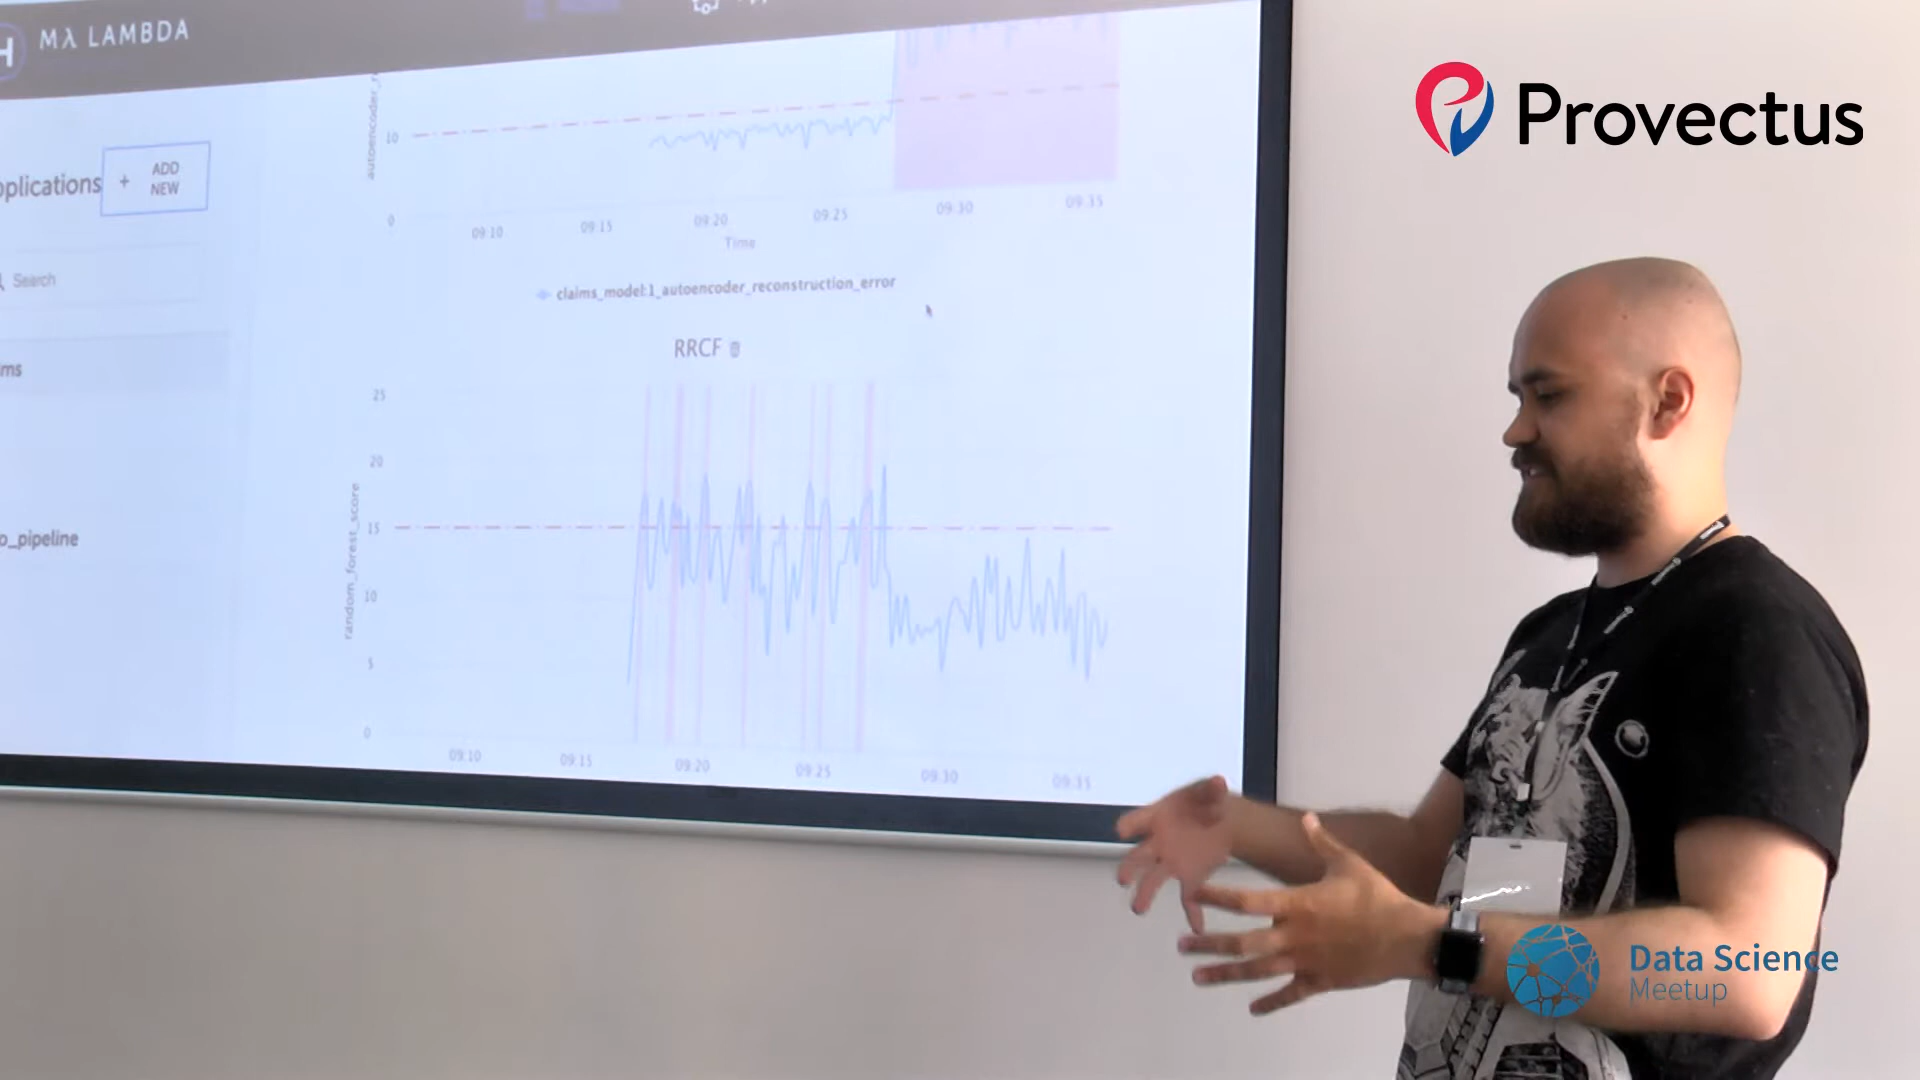 H
Mλ LAMBDA
Provectus
autoencoder_
10
0
09:10
09:15
09:20
09:25
09:30
09:35
Time
pplications
+ ADD
NEW
Search
claims_model:1_autoencoder_reconstruction_error
RRCF
ms
o_pipeline
random_forest_score
25
20
15
10
5
0
09:10
09:15
09:20
09:25
09:30
09:35
Data Science
Meetup